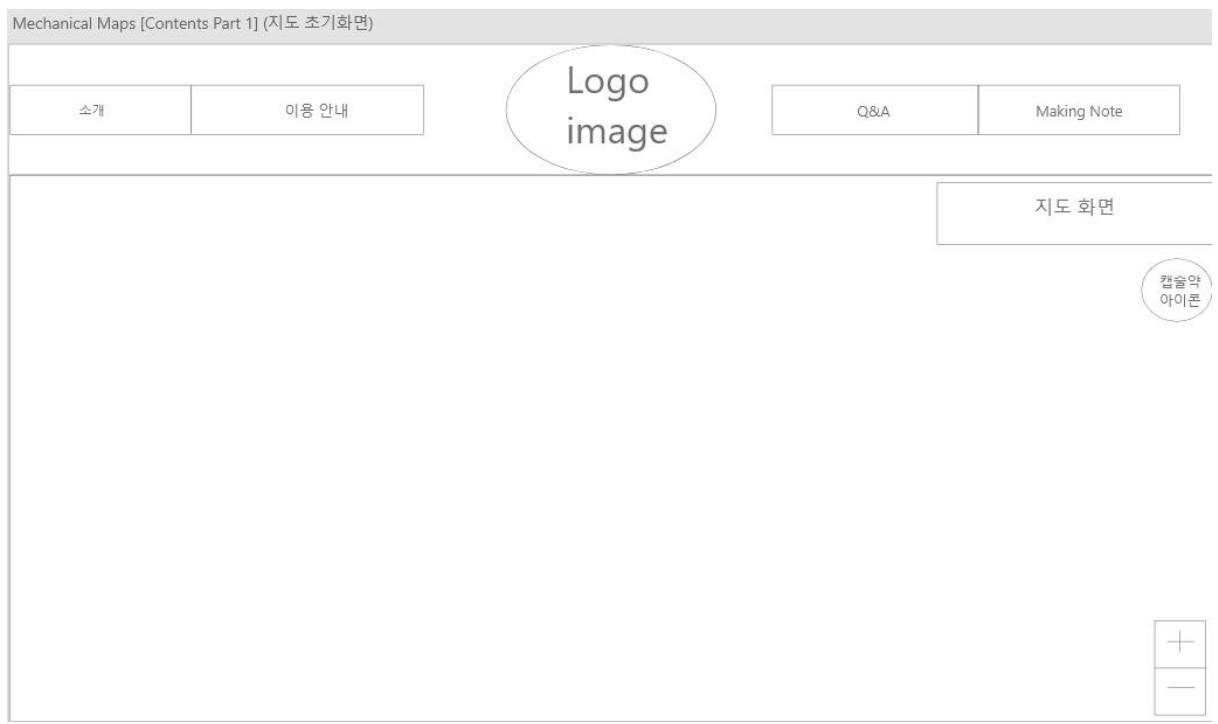 Mechanical Maps [Contents Part 1] (지도 초기화면)
소개
이용 안내
Logo
image
Q&A
Making Note
지도 화면
캡술약
아이콘